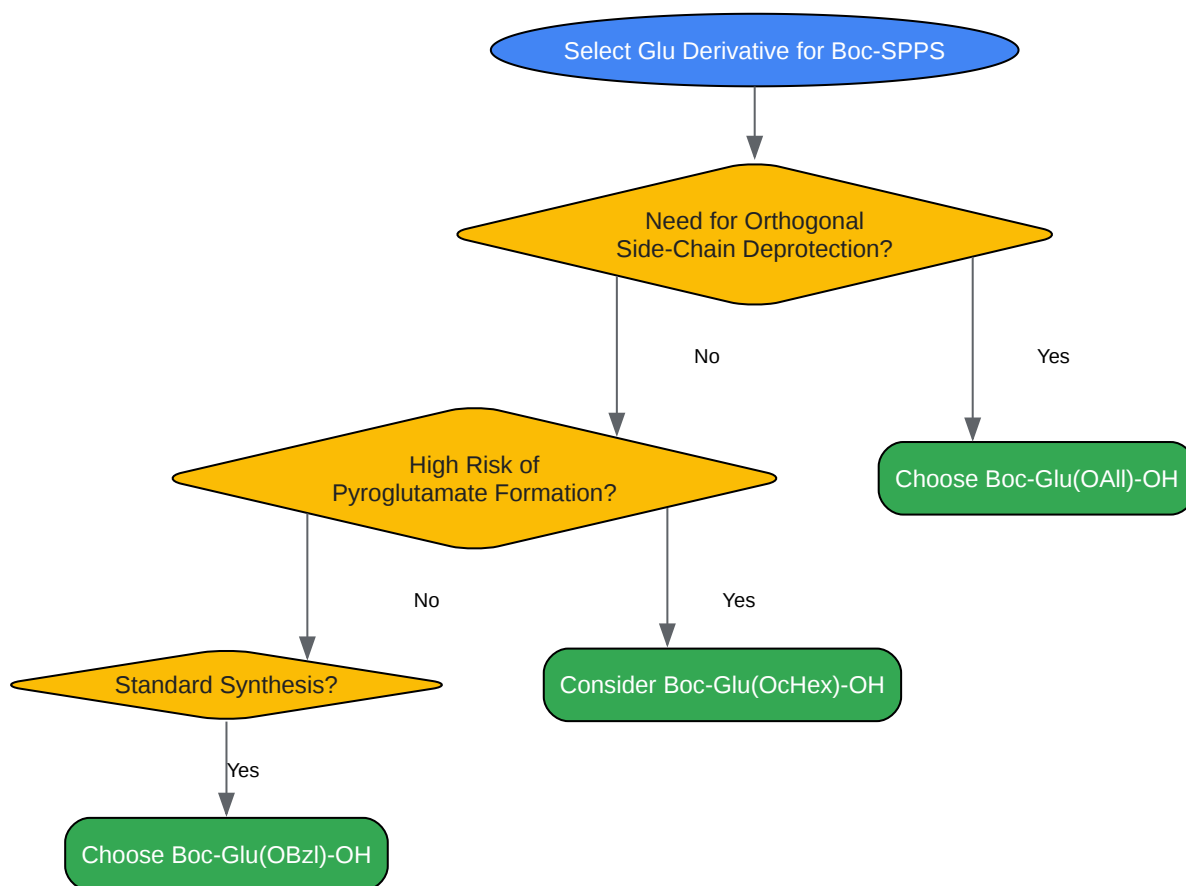 Select Glu Derivative for Boc-SPPS
Need for Orthogonal
Side-Chain Deprotection?
No
Yes
High Risk of
Pyroglutamate Formation?
Choose Boc-Glu(OAll)-OH
No
Yes
Standard Synthesis?
Consider Boc-Glu(OcHex)-OH
Yes
Choose Boc-Glu(OBzl)-OH